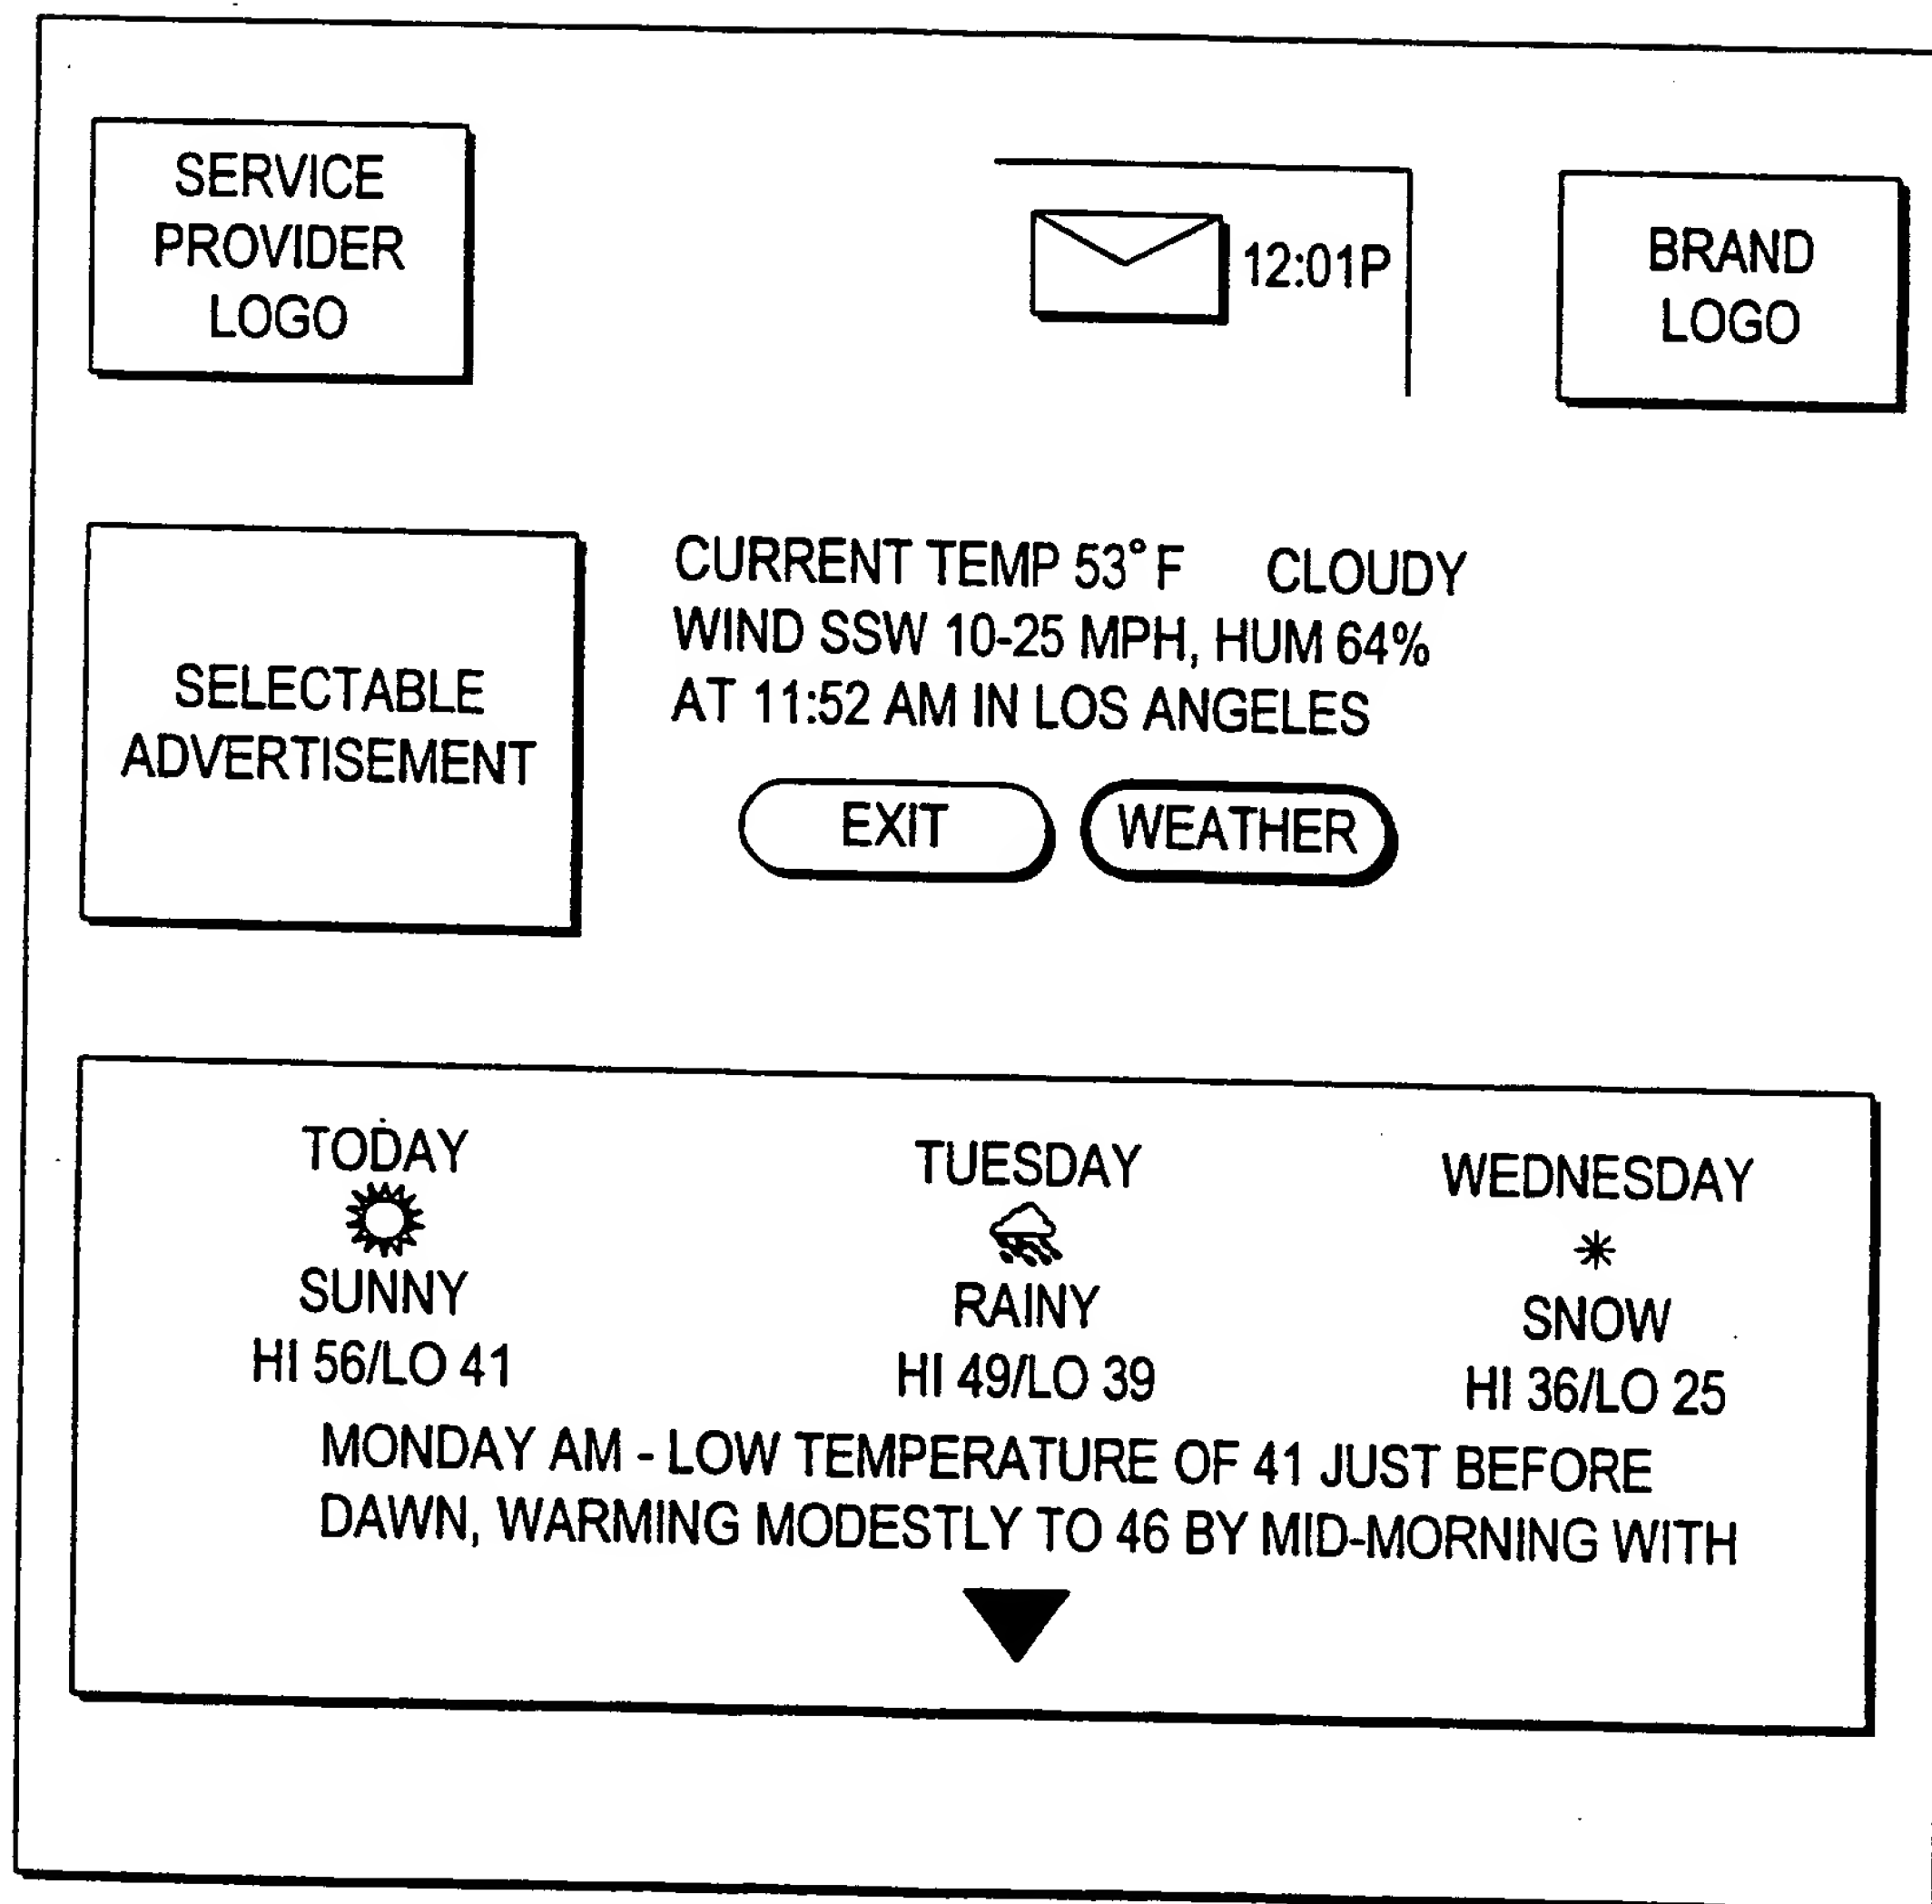 SERVICE
PROVIDER
LOGO
12:01P
BRAND
LOGO
SELECTABLE
ADVERTISEMENT
CURRENT TEMP 53°F CLOUDY
WIND SSW 10-25 MPH, HUM 64%
AT 11:52 AM IN LOS ANGELES
EXIT WEATHER
TODAY TUESDAY WEDNESDAY
SUNNY RAINY SNOW
HI 56/LO 41 HI 49/LO 39 HI 36/LO 25
MONDAY AM - LOW TEMPERATURE OF 41 JUST BEFORE
DAWN, WARMING MODESTLY TO 46 BY MID-MORNING WITH